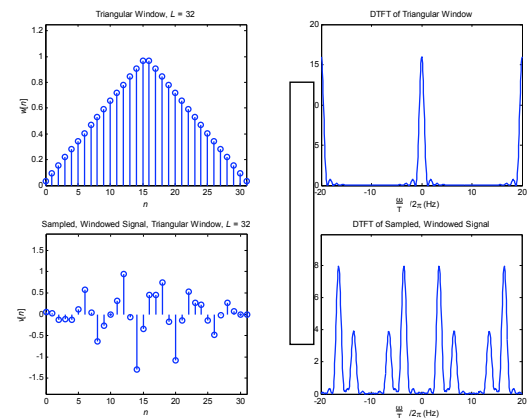 Triangular Window, L = 32
1.2
1
0.8
0.6
0.4
0.2
0
w[n]
0 5 10 15 20 25 30
n
DTFT of Triangular Window
20
15
10
5
0
-20 -10 0 10 20
ω/T /2π(Hz)
Sampled, Windowed Signal, Triangular Window, L = 32
1.5
1
0.5
0
-0.5
-1
-1.5
v[n]
0 5 10 15 20 25 30
n
DTFT of Sampled, Windowed Signal
8
6
4
2
0
-20 -10 0 10 20
ω/T /2π(Hz)